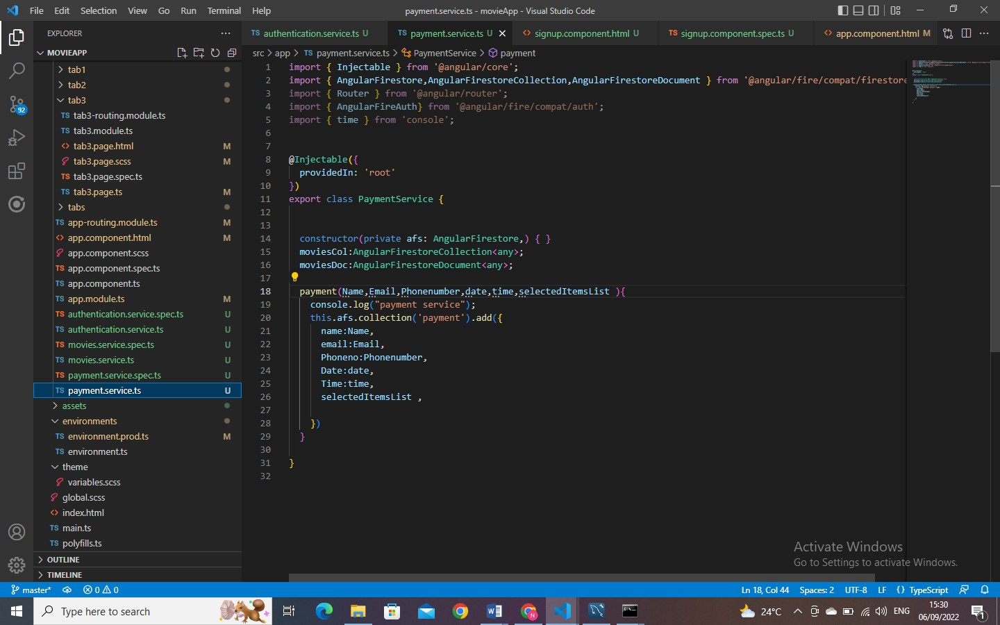 File Edit Selection View Go Run Terminal Help
payment.service.ts - movieApp - Visual Studio Code
EXPLORER
MOVIEAPP
tab1
tab2
tab3
TS tab3-routing.module.ts
TS tab3.module.ts
<> tab3.page.html M
tab3.page.scss M
TS tab3.page.spec.ts
TS tab3.page.ts M
tabs
TS app-routing.module.ts M
<> app.component.html M
app.component.scss
TS app.component.spec.ts
TS app.component.ts
TS app.module.ts M
TS authentication.service.spec.ts U
TS authentication.service.ts U
TS movies.service.spec.ts U
TS movies.service.ts U
TS payment.service.spec.ts U
TS payment.service.ts U
assets
environments
TS environment.prod.ts M
TS environment.ts
theme
variables.scss
global.scss
<> index.html
TS main.ts
TS polyfills.ts
OUTLINE
TIMELINE
92
TS authentication.service.ts U
TS payment.service.ts U
<> signup.component.html U
TS signup.component.spec.ts U
<> app.component.html M
src > app > TS payment.service.ts > PaymentService > payment
1 import { Injectable } from '@angular/core';
2 import { AngularFirestore,AngularFirestoreCollection,AngularFirestoreDocument } from '@angular/fire/compat/firestore
3 import { Router } from '@angular/router';
4 import { AngularFireAuth} from '@angular/fire/compat/auth';
5 import { time } from 'console';
6
7
8 @Injectable({
9 providedIn: 'root'
10 })
11 export class PaymentService {
12
13
14 constructor(private afs: AngularFirestore,) { }
15 moviesCol:AngularFirestoreCollection<any>;
16 moviesDoc:AngularFirestoreDocument<any>;
17
18 payment(Name,Email,Phonenumber,date,time,selectedItemsList ){
19 console.log("payment service");
20 this.afs.collection('payment').add({
21 name:Name,
22 email:Email,
23 Phoneno:Phonenumber,
24 Date:date,
25 Time:time,
26 selectedItemsList ,
27
28 })
29 }
30
31 }
32
Activate Windows
Go to Settings to activate Windows.
master* 0 0
Ln 18, Col 44 Spaces: 2 UTF-8 LF {} TypeScript
Type here to search
24°C
ENG
15:30
06/09/2022
1